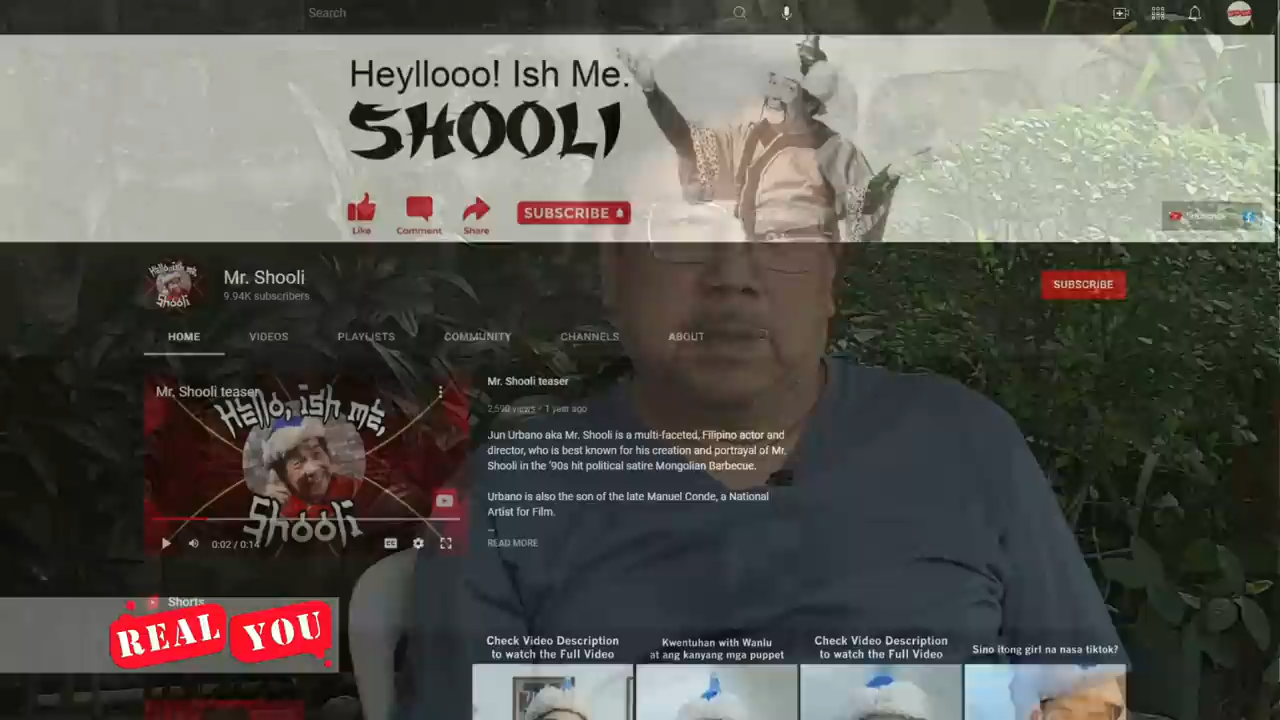 Search
Heyllooo! Ish Me.
SHOOLI
Like
Comment
Share
SUBSCRIBE
Mr. Shooli
9.94K subscribers
SUBSCRIBE
HOME
VIDEOS
PLAYLISTS
COMMUNITY
CHANNELS
ABOUT
Mr. Shooli teaser
Hello, ish me,
Shooli
0:02 / 0:14
Mr. Shooli teaser
2,590 views · 1 year ago
Jun Urbano aka Mr. Shooli is a multi-faceted, Filipino actor and
director, who is best known for his creation and portrayal of Mr.
Shooli in the '90s hit political satire Mongolian Barbecue.
Urbano is also the son of the late Manuel Conde, a National
Artist for Film.
...
READ MORE
Shorts
REAL YOU
Check Video Description
to watch the Full Video
Kwentuhan with Wanlu
at ang kanyang mga puppet
Check Video Description
to watch the Full Video
Sino itong girl na nasa tiktok?